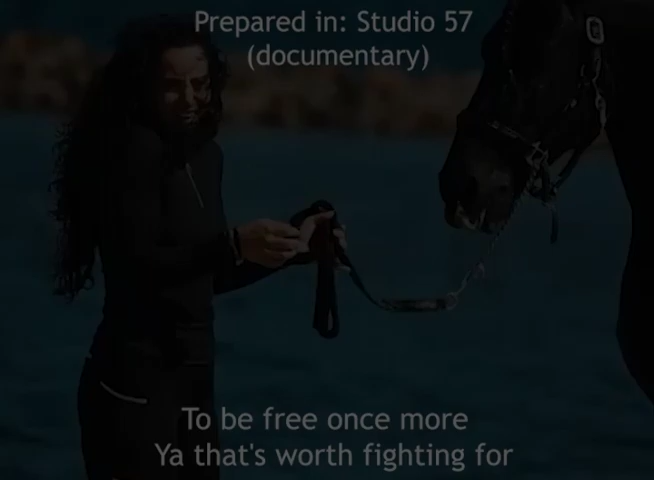 Prepared in: Studio 57
(documentary)
To be free once more
Ya that's worth fighting for